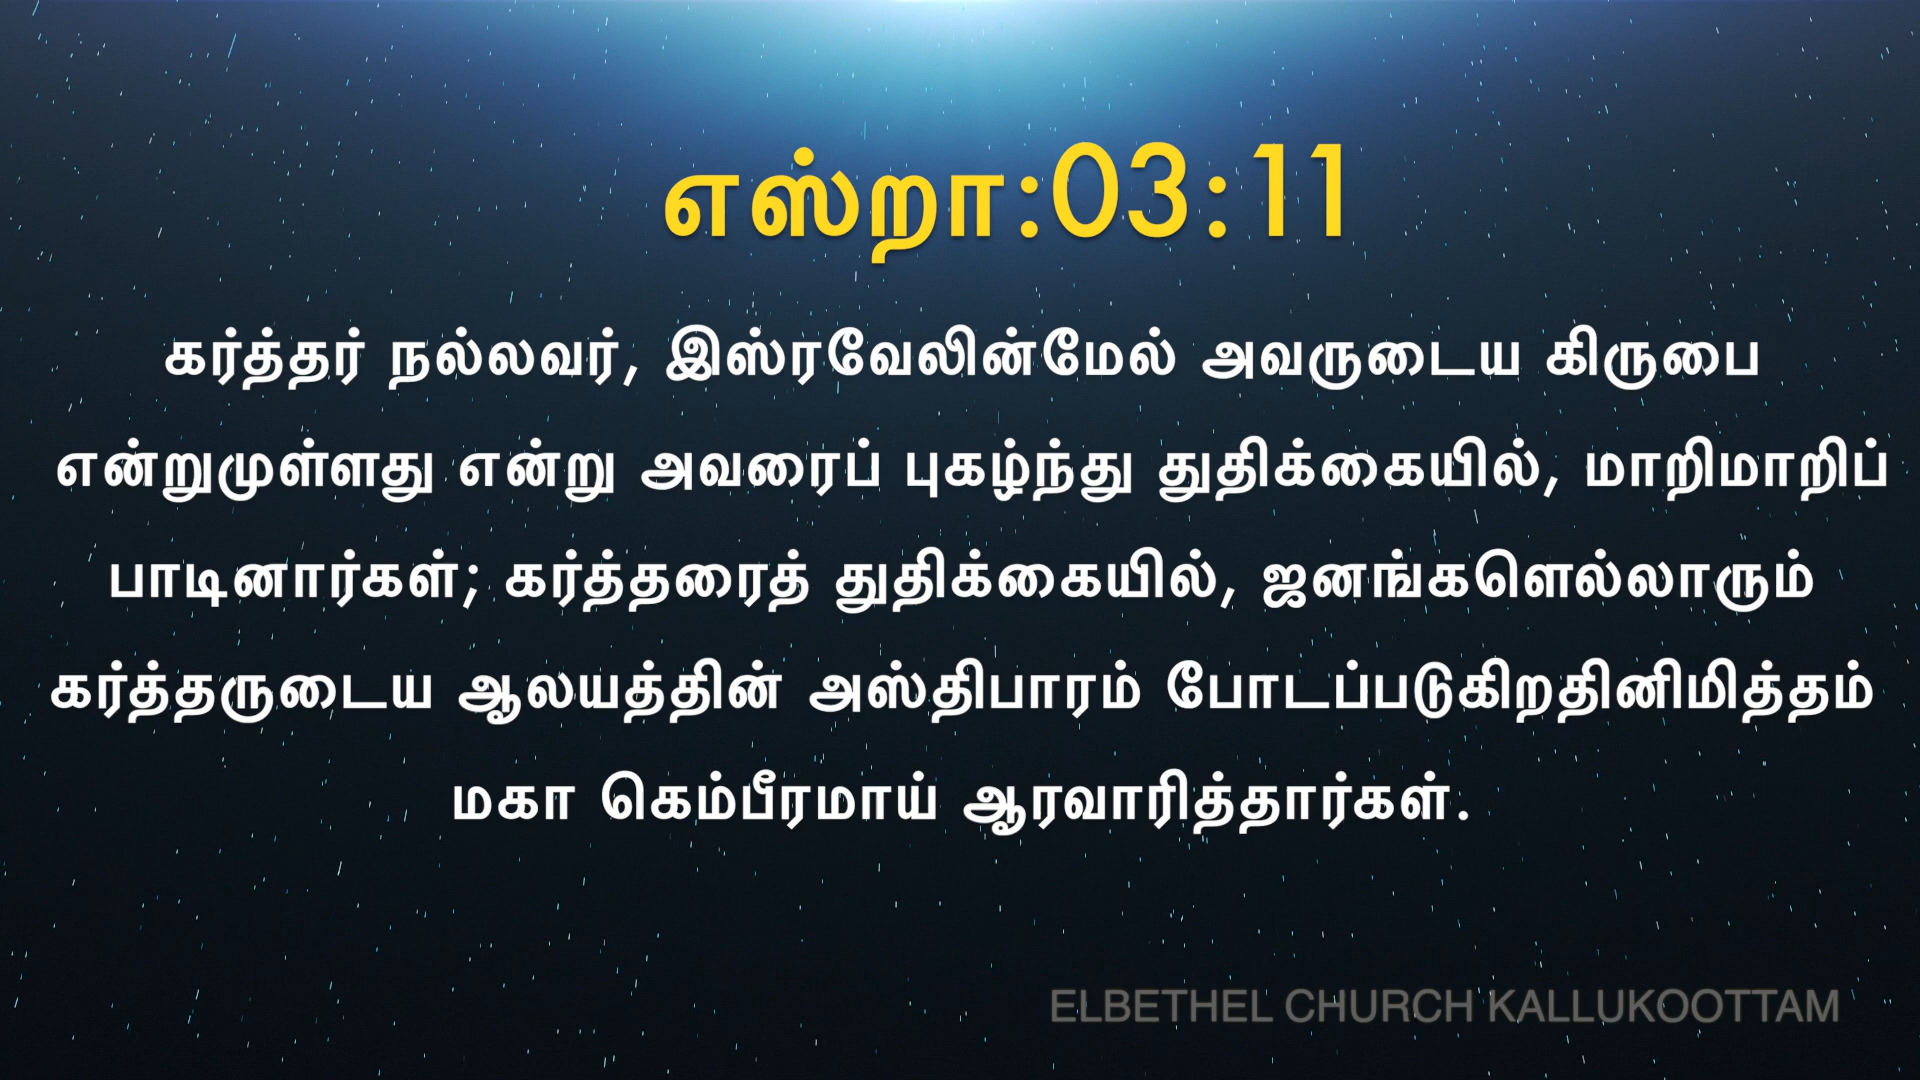 எஸ்றா:03:11
கர்த்தர் நல்லவர், இஸ்ரவேலின்மேல் அவருடைய கிருபை
என்றுமுள்ளது என்று அவரைப் புகழ்ந்து துதிக்கையில், மாறிமாறிப்
பாடினார்கள்; கர்த்தரைத் துதிக்கையில், ஜனங்களெல்லாரும்
கர்த்தருடைய ஆலயத்தின் அஸ்திபாரம் போடப்படுகிறதினிமித்தம்
மகா கெம்பீரமாய் ஆரவாரித்தார்கள்.
ELBETHEL CHURCH KALLUKOOTTAM